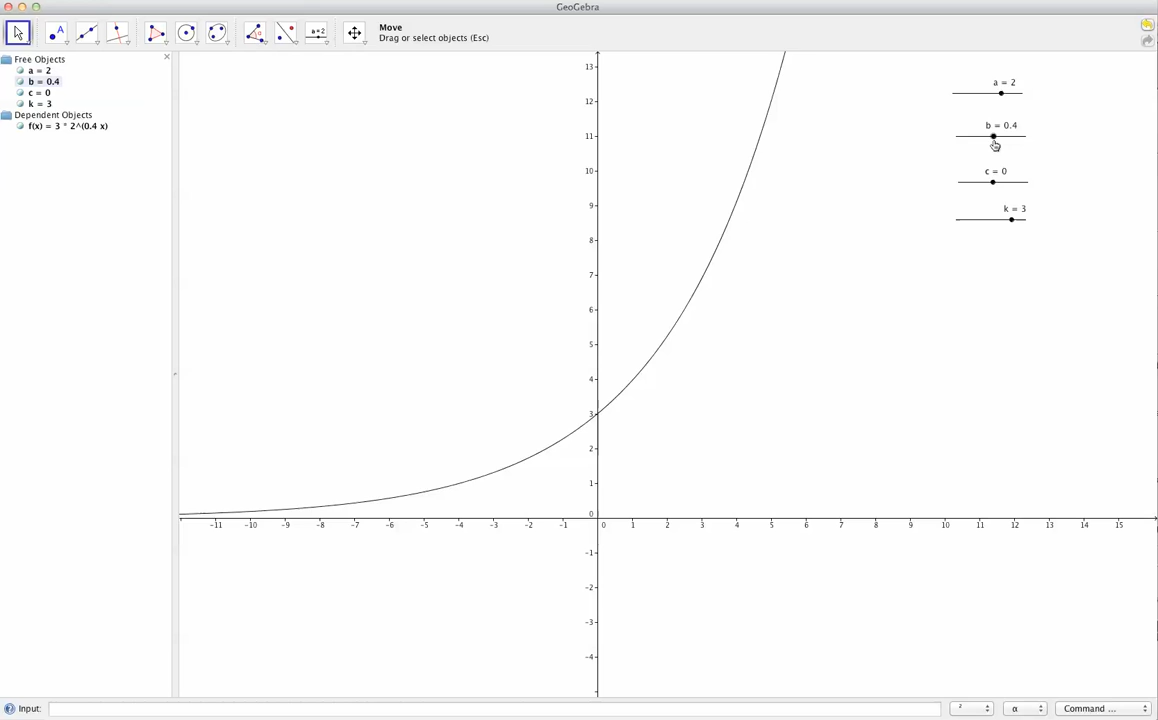 GeoGebra
Move
Drag or select objects (Esc)
A
α
a=2
Free Objects
a = 2
b = 0.4
c = 0
k = 3
Dependent Objects
f(x) = 3 * 2^(0.4 x)
a = 2
b = 0.4
c = 0
k = 3
13
12
11
10
9
8
7
6
5
4
3
2
1
0
-11 -10 -9 -8 -7 -6 -5 -4 -3 -2 -1 0 1 2 3 4 5 6 7 8 9 10 11 12 13 14 15
-1
-2
-3
-4
Input:
²
α
Command ...